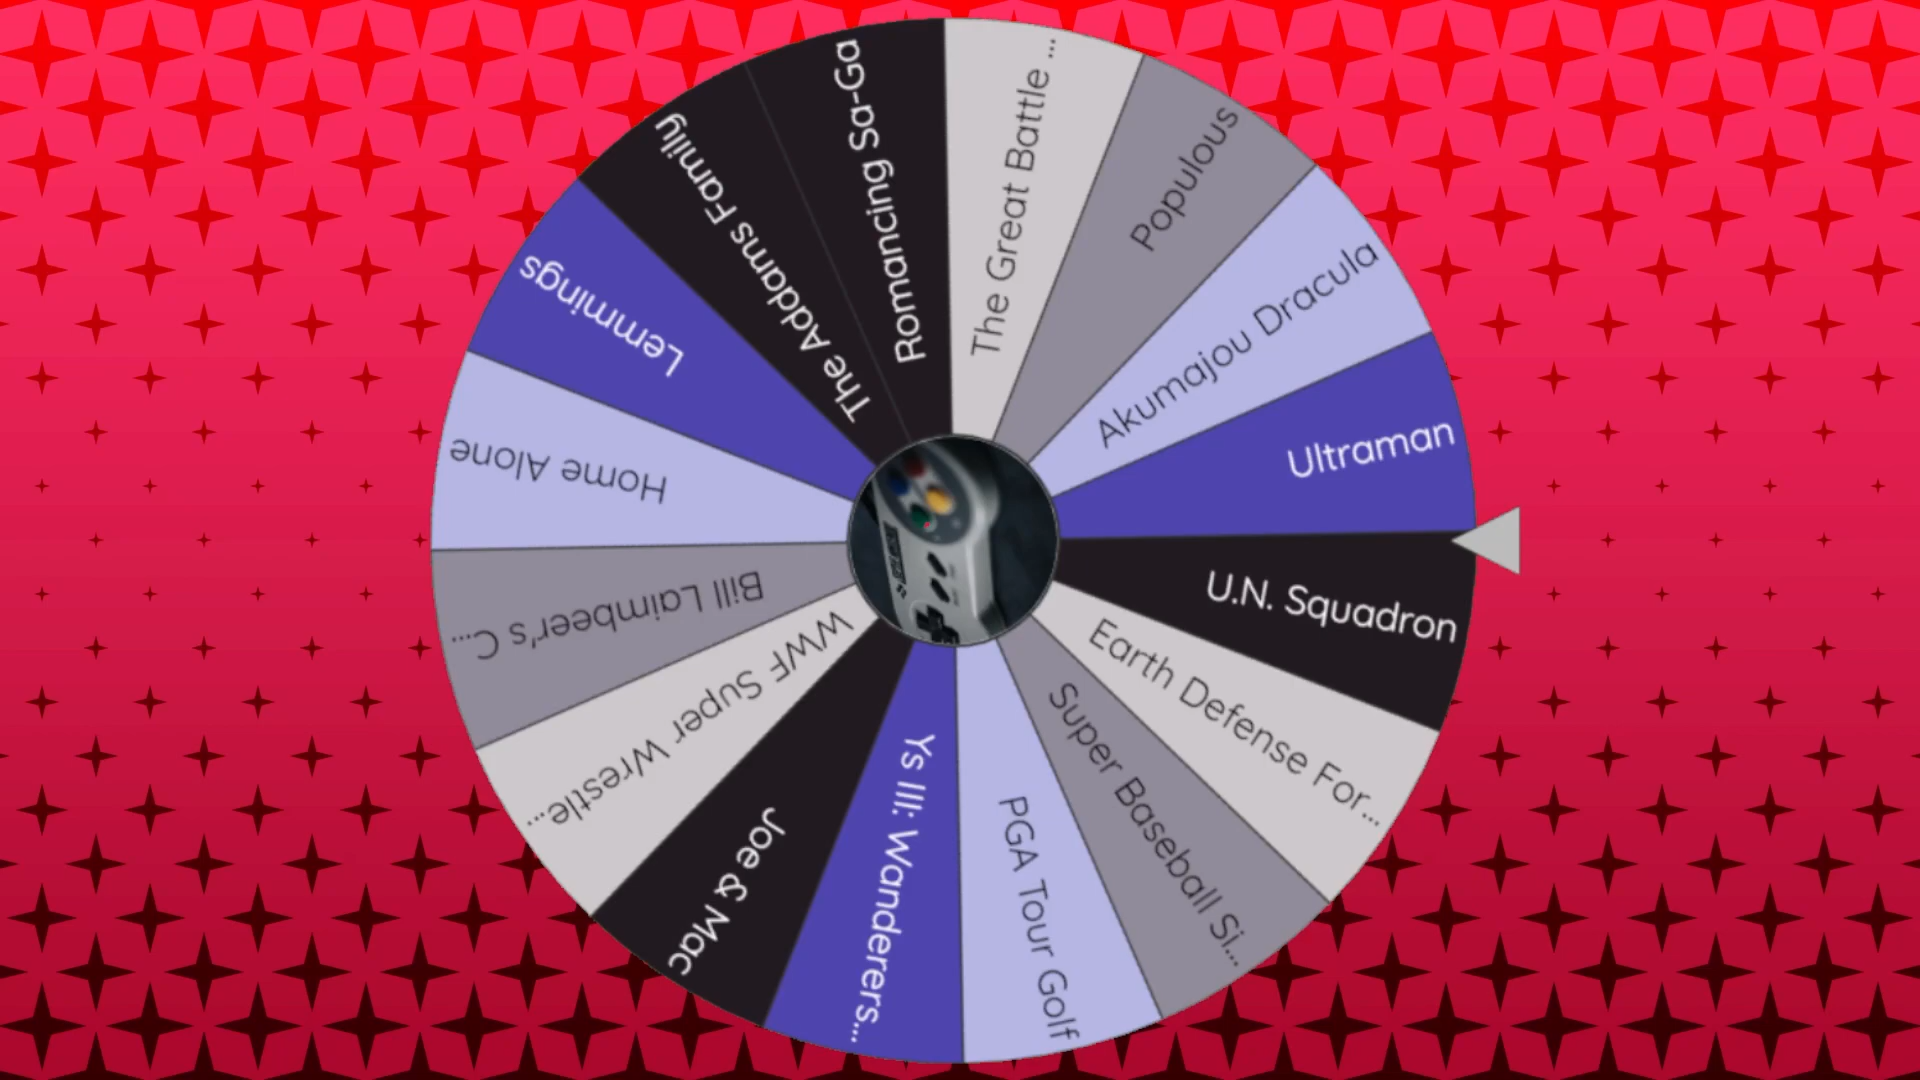 The Great Battle ...
Populous
Akumajou Dracula
Ultraman
U.N. Squadron
Earth Defense For...
Super Baseball Si...
PGA Tour Golf
Ys III: Wanderers...
Joe & Mac
WWF Super Wrestle...
Bill Laimbeer's C...
Home Alone
Lemmings
The Addams Family
Romancing Sa-Ga